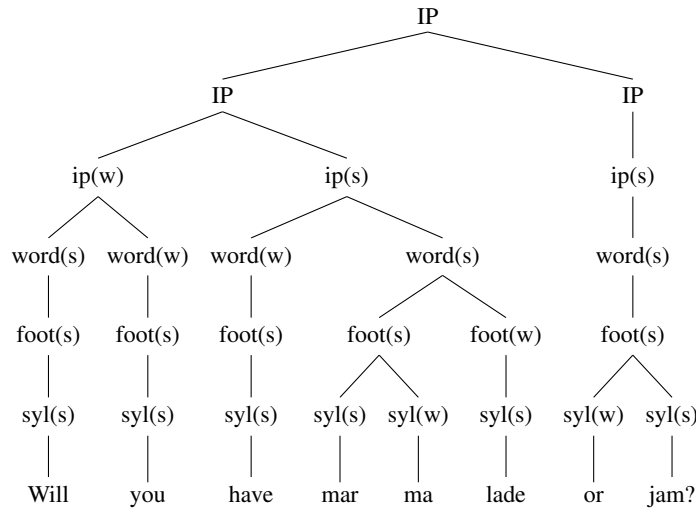 IP
IP IP
ip(w) ip(s) ip(s)
word(s) word(w) word(w) word(s) word(s)
foot(s) foot(s) foot(s) foot(s) foot(w) foot(s)
syl(s) syl(s) syl(s) syl(s) syl(w) syl(s) syl(w) syl(s)
Will you have mar ma lade or jam?